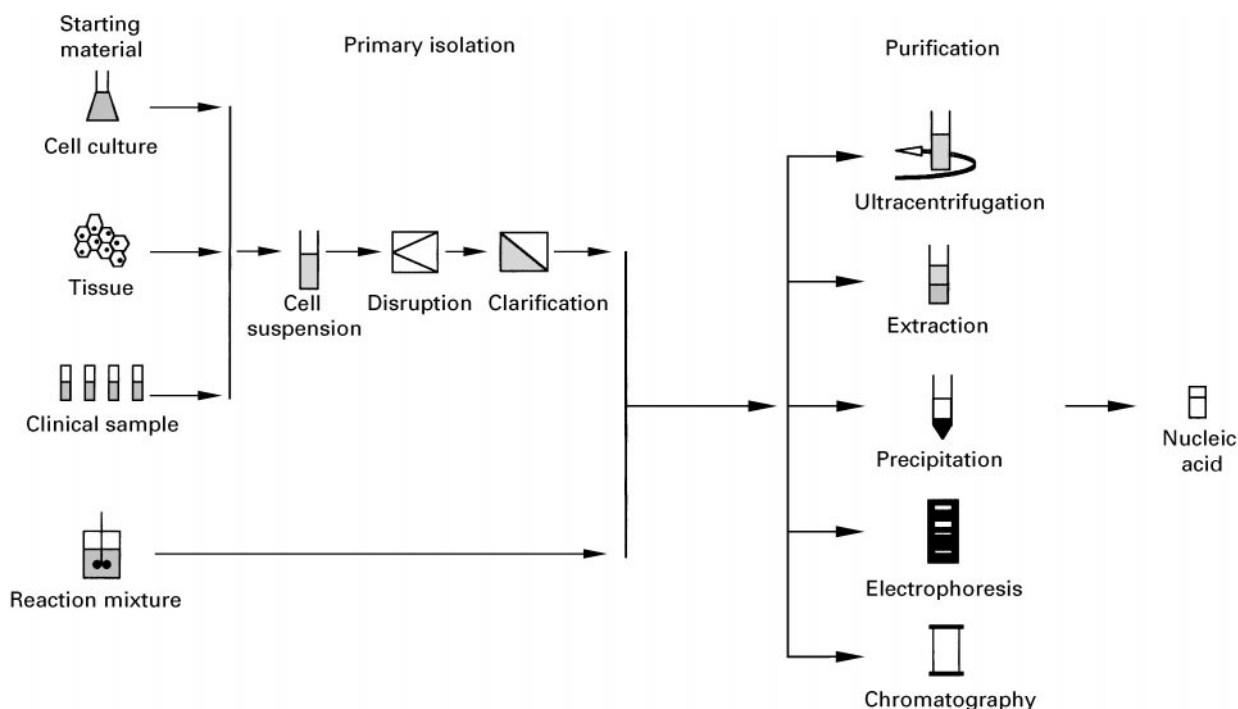 Starting
material
Primary isolation
Purification
Cell culture
Ultracentrifugation
Tissue
Cell
suspension
Disruption
Clarification
Extraction
Clinical sample
Precipitation
Nucleic
acid
Reaction mixture
Electrophoresis
Chromatography